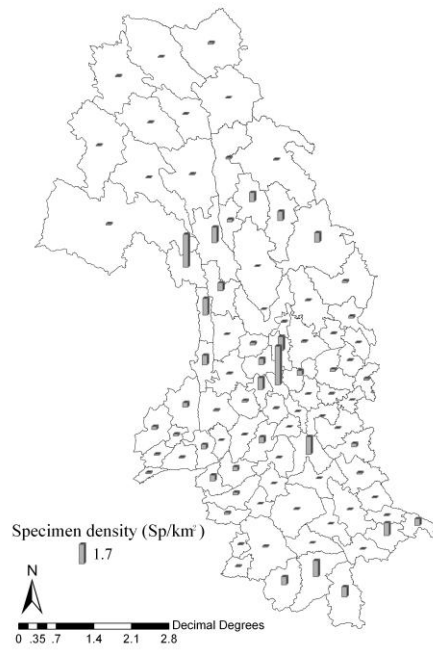 Specimen density (Sp/km²)
1.7
N
Decimal Degrees
0 .35 .7 1.4 2.1 2.8